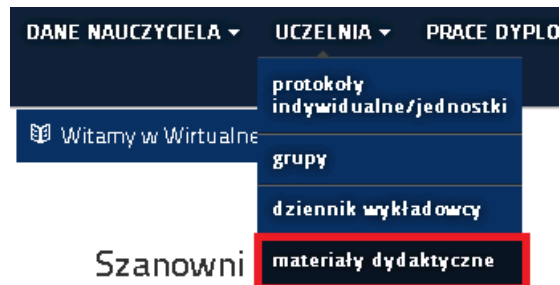 DANE NAUCZYCIELA UCZELNIA PRACE DYPLO
protokoły
indywidualne/jednostki
Witamy w Wirtualne
grupy
dziennik wykładowcy
Szanowni
materiały dydaktyczne